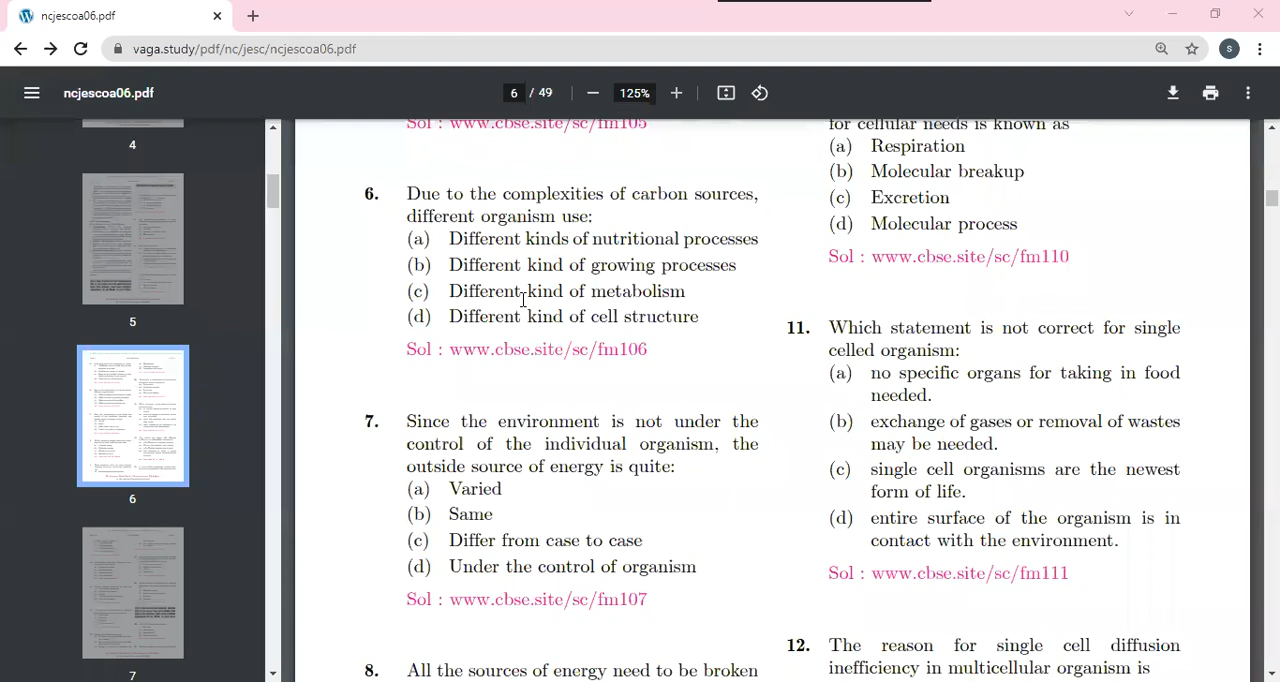 ncjescoa06.pdf
vaga.study/pdf/nc/jesc/ncjescoa06.pdf
S
ncjescoa06.pdf
6 / 49
125%
4
5
6
7
Sol : www.cbse.site/sc/fm105
6. Due to the complexities of carbon sources,
different organism use:
(a) Different kind of nutritional processes
(b) Different kind of growing processes
(c) Different kind of metabolism
(d) Different kind of cell structure
Sol : www.cbse.site/sc/fm106
7. Since the environment is not under the
control of the individual organism, the
outside source of energy is quite:
(a) Varied
(b) Same
(c) Differ from case to case
(d) Under the control of organism
Sol : www.cbse.site/sc/fm107
8. All the sources of energy need to be broken
for cellular needs is known as
(a) Respiration
(b) Molecular breakup
(c) Excretion
(d) Molecular process
Sol : www.cbse.site/sc/fm110
11. Which statement is not correct for single
celled organism:
(a) no specific organs for taking in food
needed.
(b) exchange of gases or removal of wastes
may be needed.
(c) single cell organisms are the newest
form of life.
(d) entire surface of the organism is in
contact with the environment.
Sol : www.cbse.site/sc/fm111
12. The reason for single cell diffusion
inefficiency in multicellular organism is